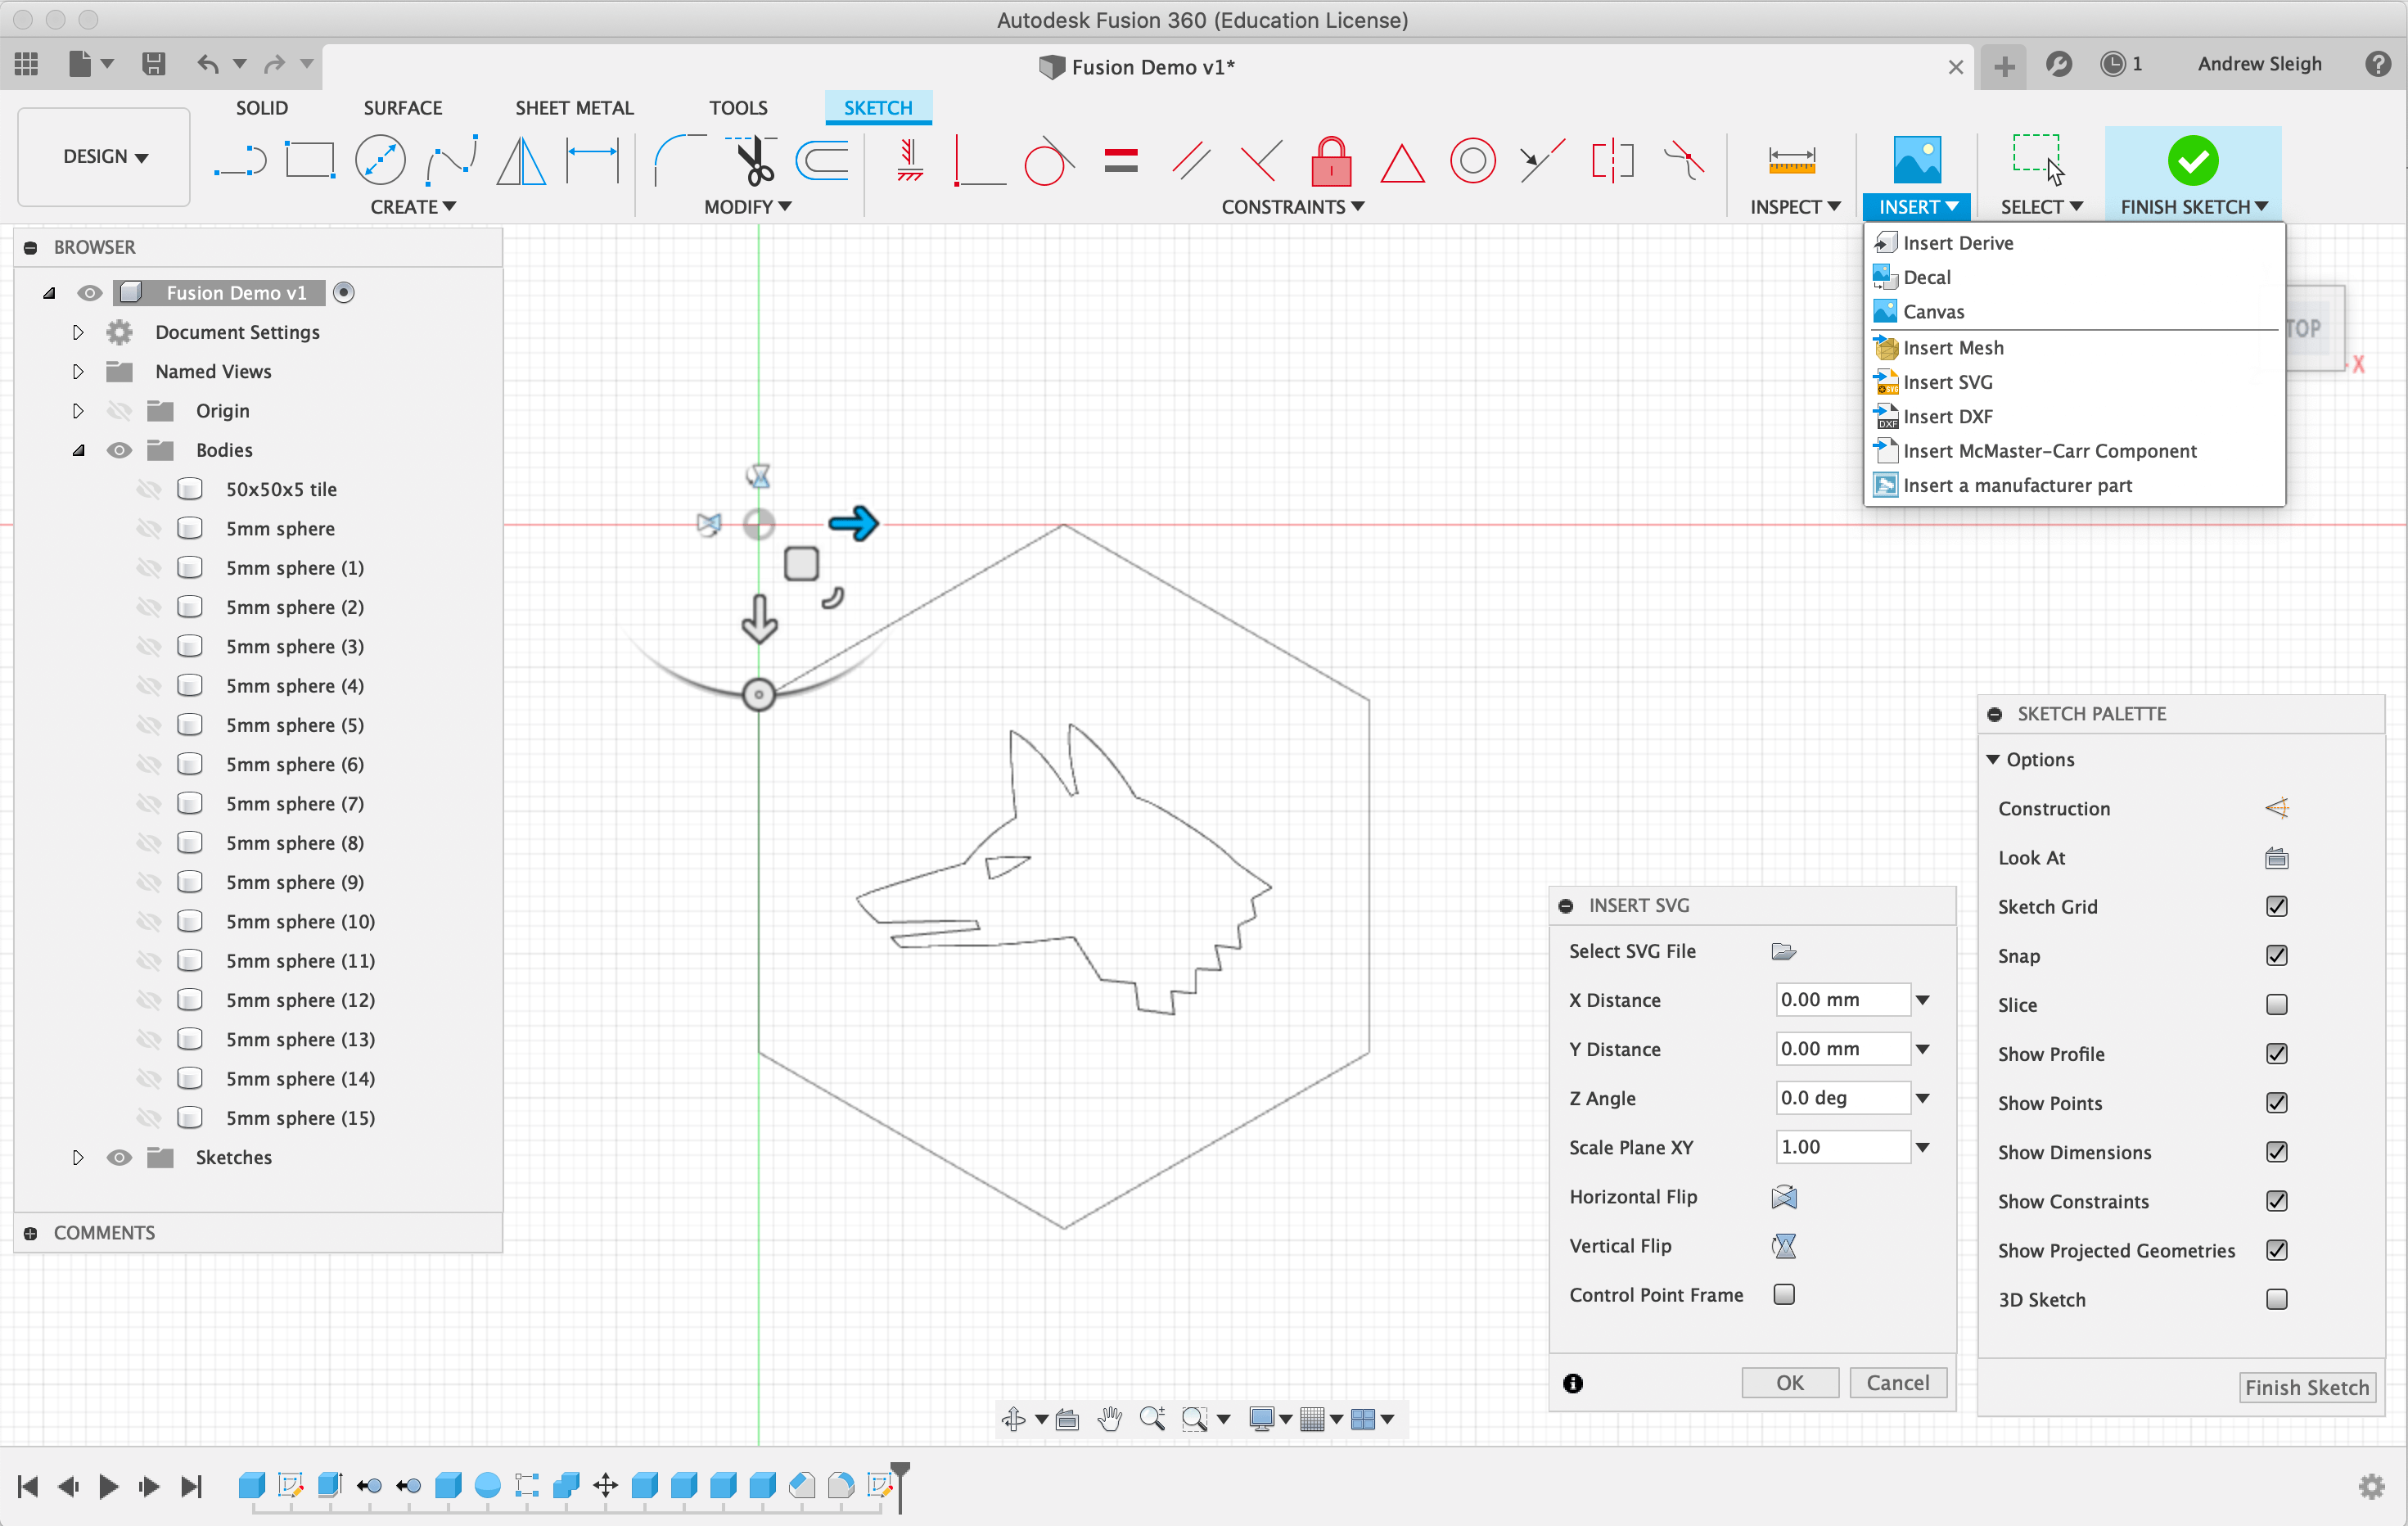 Autodesk Fusion 360 (Education License)
Fusion Demo v1*
1
Andrew Sleigh
SOLID
SURFACE
SHEET METAL
TOOLS
SKETCH
DESIGN
CREATE
MODIFY
CONSTRAINTS
INSPECT
INSERT
SELECT
FINISH SKETCH
BROWSER
Fusion Demo v1
Document Settings
Named Views
Origin
Bodies
50x50x5 tile
5mm sphere
5mm sphere (1)
5mm sphere (2)
5mm sphere (3)
5mm sphere (4)
5mm sphere (5)
5mm sphere (6)
5mm sphere (7)
5mm sphere (8)
5mm sphere (9)
5mm sphere (10)
5mm sphere (11)
5mm sphere (12)
5mm sphere (13)
5mm sphere (14)
5mm sphere (15)
Sketches
COMMENTS
Insert Derive
Decal
Canvas
Insert Mesh
Insert SVG
Insert DXF
Insert McMaster-Carr Component
Insert a manufacturer part
TOP
X
INSERT SVG
Select SVG File
X Distance
0.00 mm
Y Distance
0.00 mm
Z Angle
0.0 deg
Scale Plane XY
1.00
Horizontal Flip
Vertical Flip
Control Point Frame
OK
Cancel
SKETCH PALETTE
Options
Construction
Look At
Sketch Grid
Snap
Slice
Show Profile
Show Points
Show Dimensions
Show Constraints
Show Projected Geometries
3D Sketch
Finish Sketch